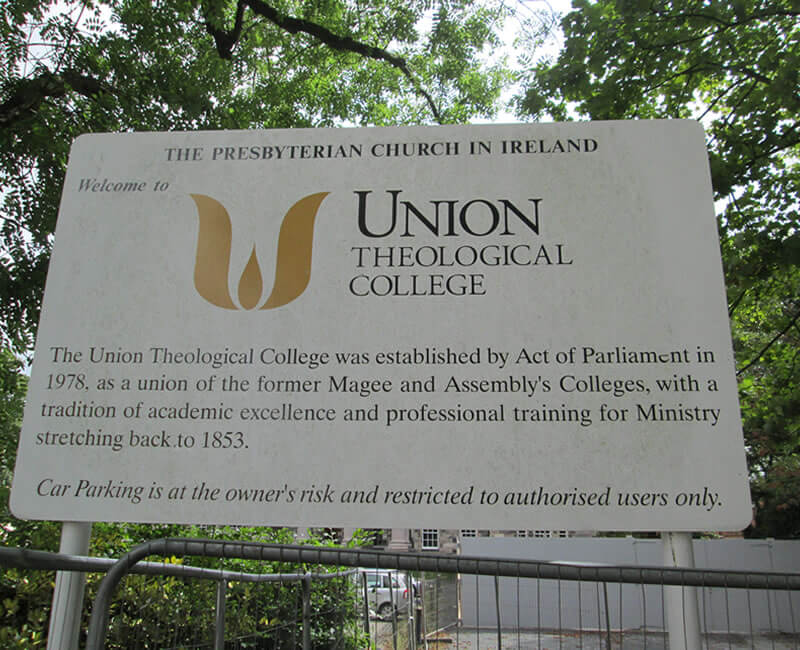 THE PRESBYTERIAN CHURCH IN IRELAND
Welcome to
UNION
THEOLOGICAL
COLLEGE
The Union Theological College was established by Act of Parliament in
1978, as a union of the former Magee and Assembly's Colleges, with a
tradition of academic excellence and professional training for Ministry
stretching back to 1853.
Car Parking is at the owner's risk and restricted to authorised users only.